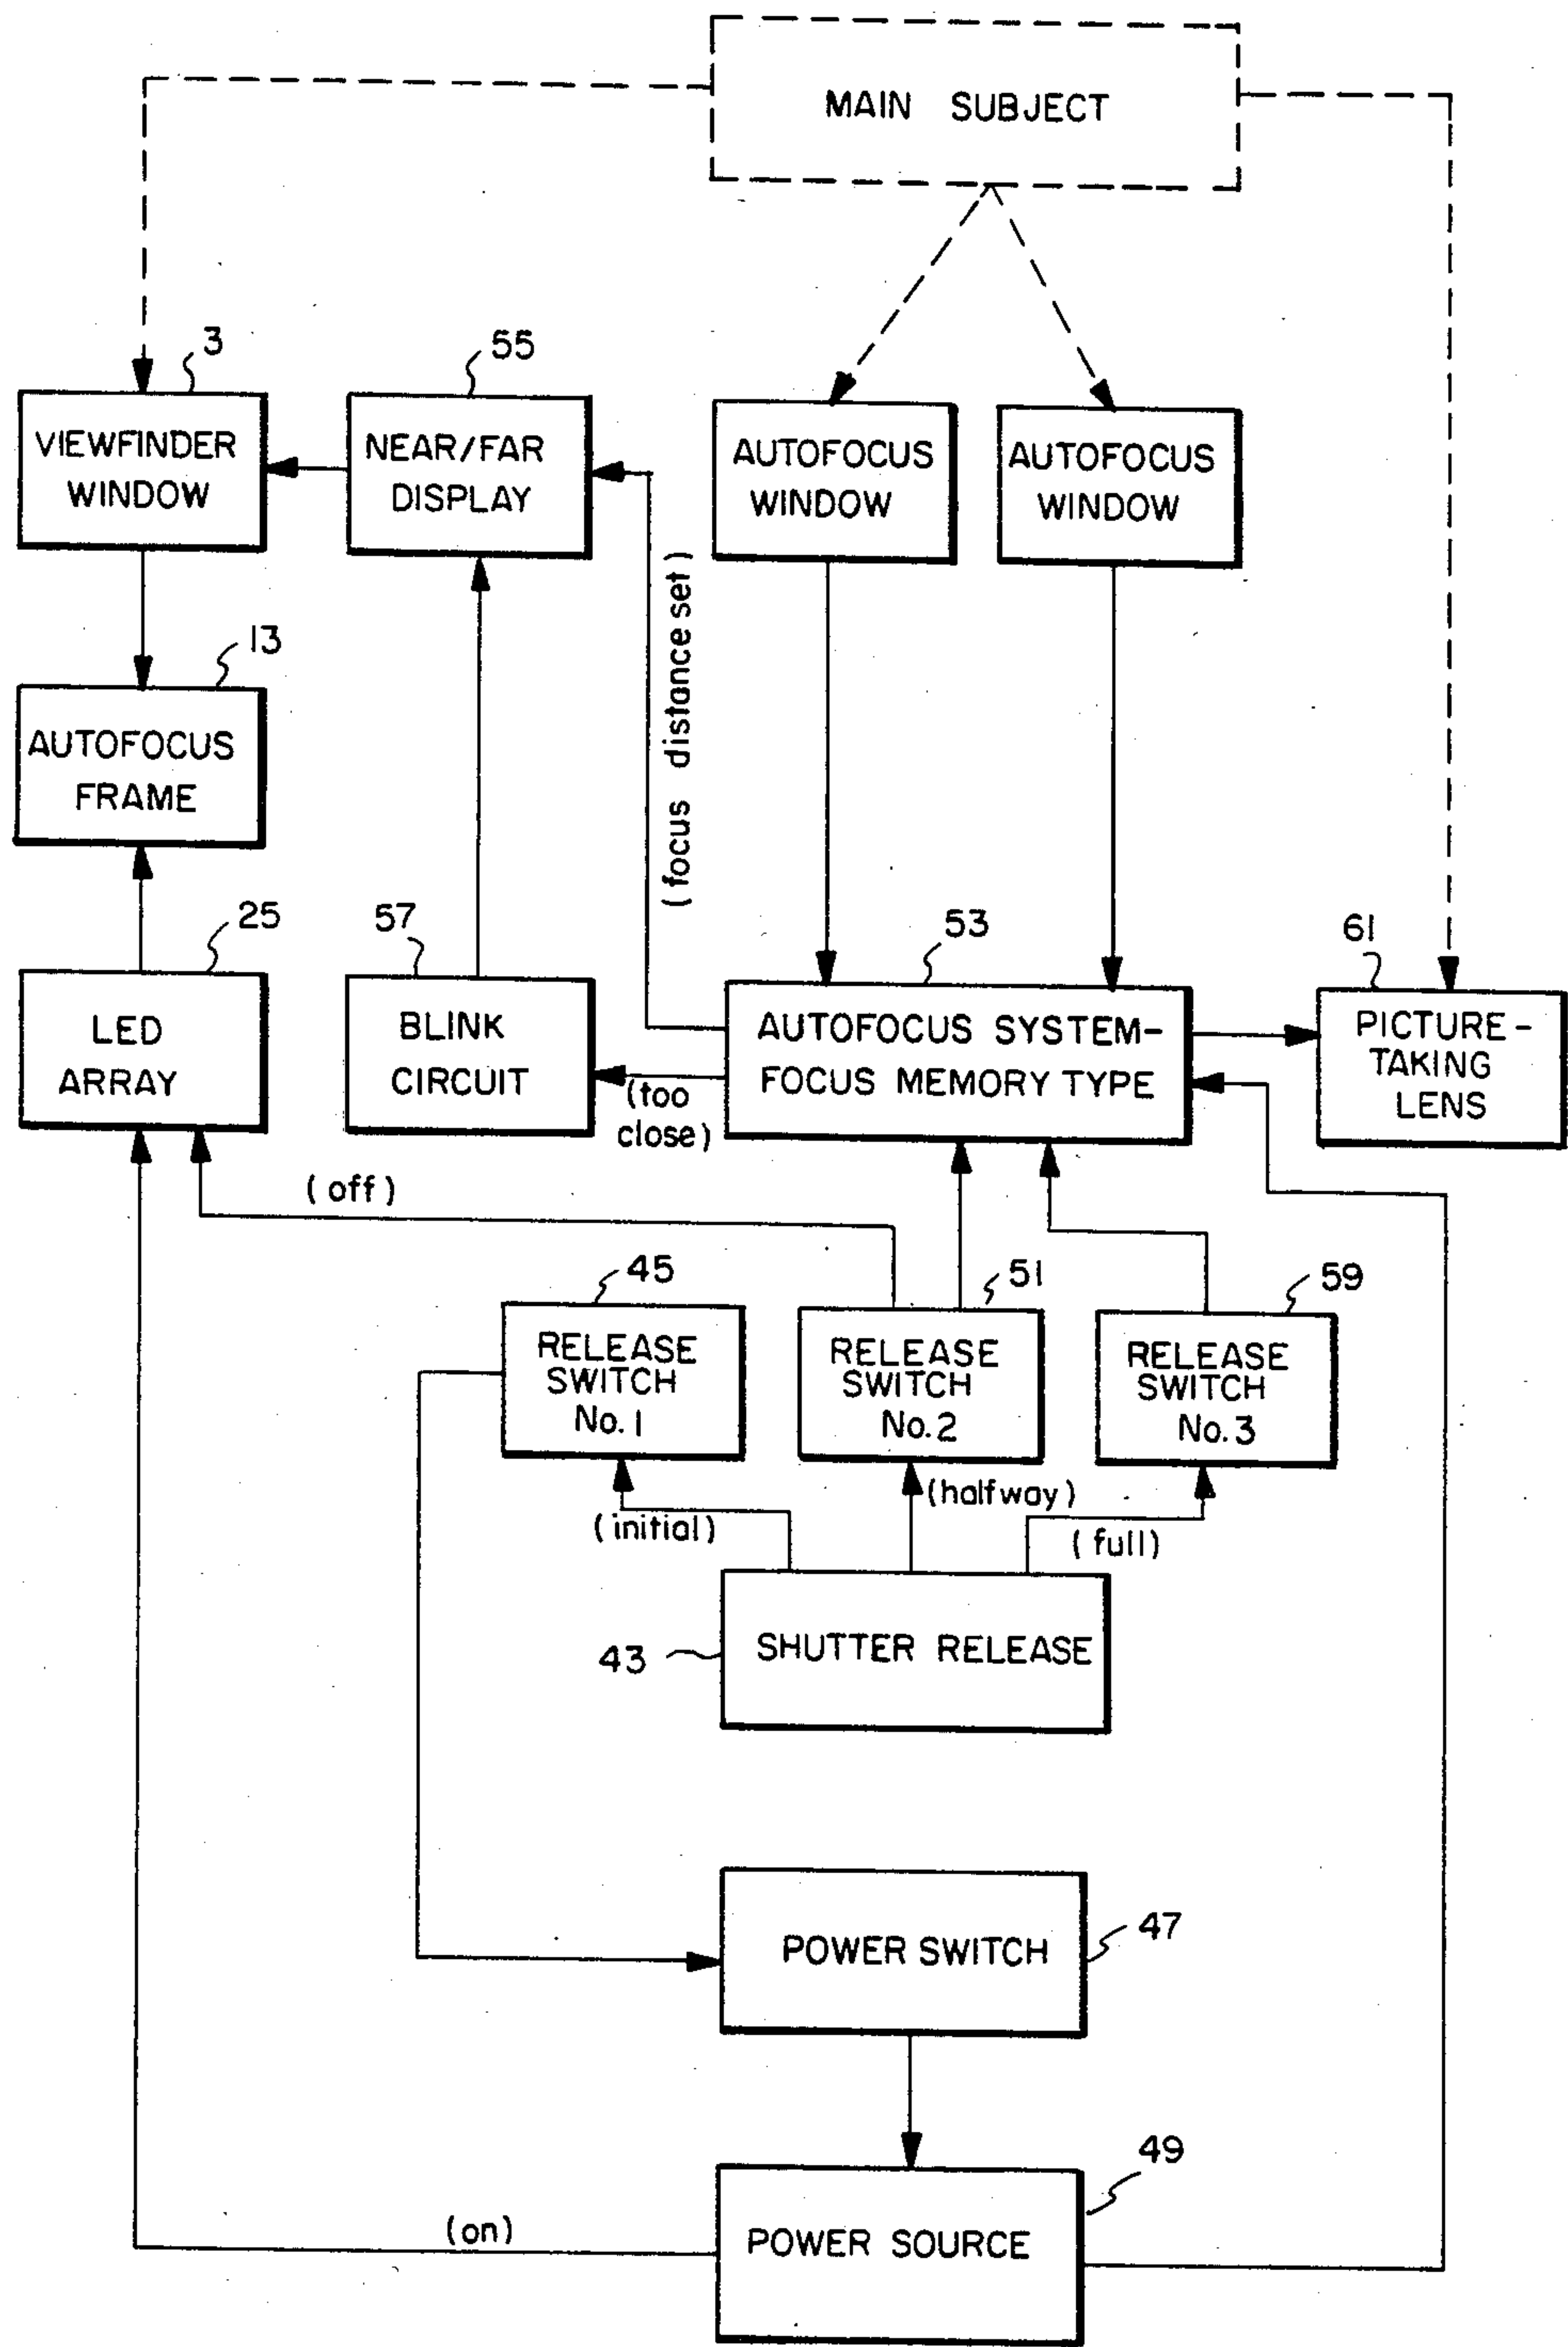 MAIN SUBJECT
3
55
VIEWFINDER
WINDOW
NEAR/FAR
DISPLAY
AUTOFOCUS
WINDOW
AUTOFOCUS
WINDOW
(focus distance set)
13
AUTOFOCUS
FRAME
25
57
53
61
LED
ARRAY
BLINK
CIRCUIT
AUTOFOCUS SYSTEM-
FOCUS MEMORY TYPE
PICTURE-
TAKING
LENS
(too
close)
(off)
45
51
59
RELEASE
SWITCH
No. 1
RELEASE
SWITCH
No. 2
RELEASE
SWITCH
No. 3
(initial)
(halfway)
(full)
43
SHUTTER RELEASE
POWER SWITCH
47
49
(on)
POWER SOURCE